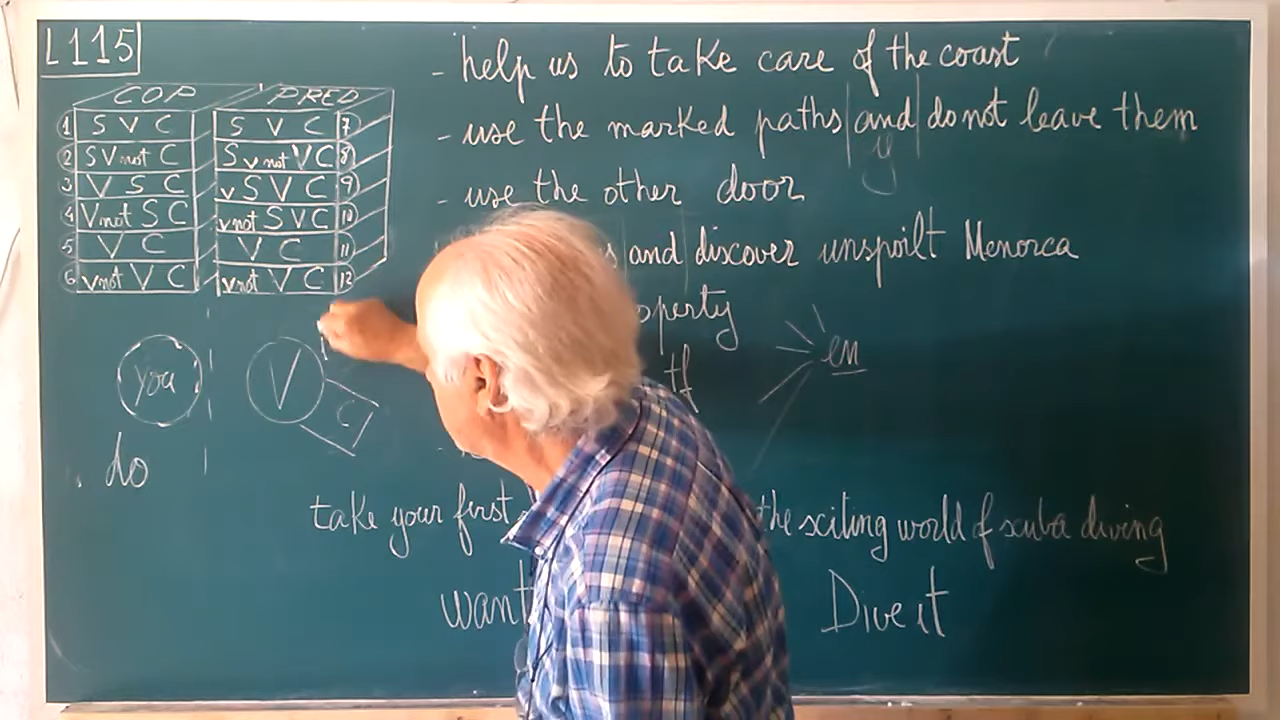 L115
COP PRED
1 S V C S V C 7
2 S V not C S v not V C 8
3 V S C v S V C 9
4 V not S C v not S V C 10
5 V C V C 11
6 v not V C v not V C 12
you V C
. do
- help us to take care of the coast
- use the marked paths and do not leave them
y
- use the other door
and discover unspoilt Menorca
en
take your first the sciting world of scuba diving
want Dive it